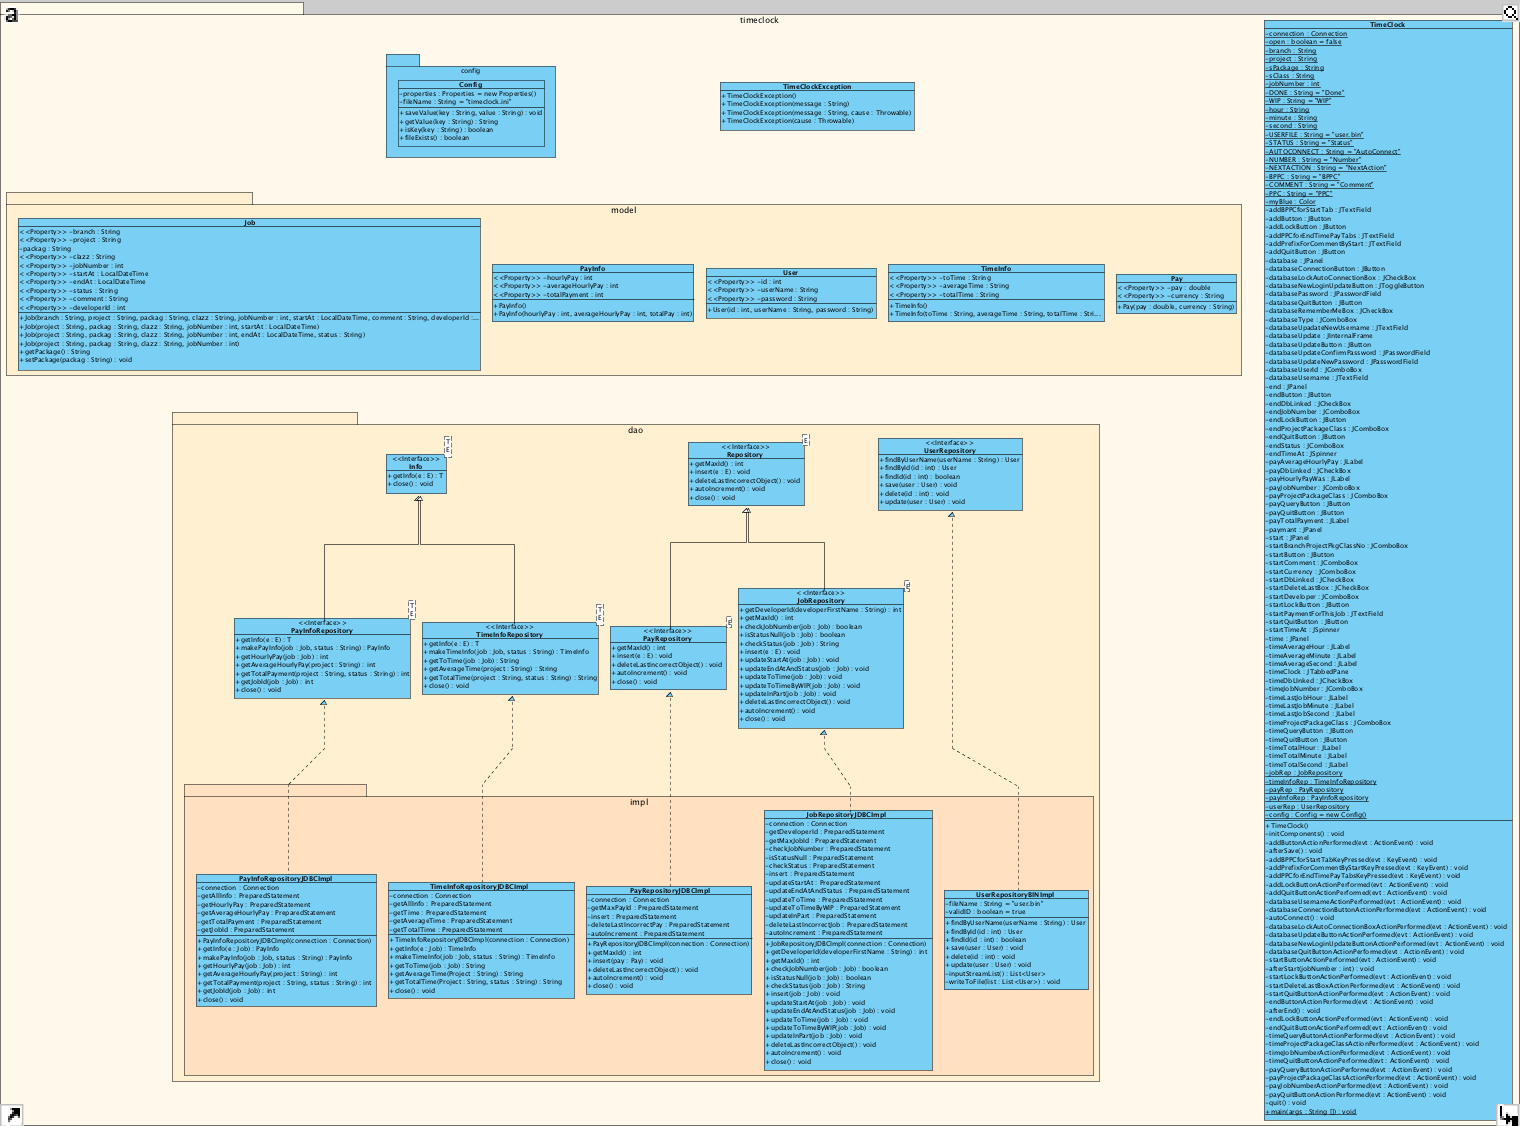 a
timeclock
config
Config
-properties : Properties = new Properties()
-fileName : String = "timeclock.ini"
+saveValue(key : String, value : String) : void
+getValue(key : String) : String
+isKey(key : String) : boolean
+fileExists() : boolean
TimeClockException
+TimeClockException()
+TimeClockException(message : String)
+TimeClockException(message : String, cause : Throwable)
+TimeClockException(cause : Throwable)
model
Job
<<Property>> -branch : String
<<Property>> -project : String
-packag : String
<<Property>> -clazz : String
<<Property>> -jobNumber : int
<<Property>> -startAt : LocalDateTime
<<Property>> -endAt : LocalDateTime
<<Property>> -status : String
<<Property>> -comment : String
<<Property>> -developerId : int
+Job(branch : String, project : String, packag : String, clazz : String, jobNumber : int, startAt : LocalDateTime, comment : String, developerId :...
+Job(project : String, packag : String, clazz : String, jobNumber : int, startAt : LocalDateTime)
+Job(project : String, packag : String, clazz : String, jobNumber : int, endAt : LocalDateTime, status : String)
+Job(project : String, packag : String, clazz : String, jobNumber : int)
+getPackage() : String
+setPackage(packag : String) : void
PayInfo
<<Property>> -hourlyPay : int
<<Property>> -averageHourlyPay : int
<<Property>> -totalPayment : int
+PayInfo()
+PayInfo(hourlyPay : int, averageHourlyPay : int, totalPay : int)
User
<<Property>> -id : int
<<Property>> -userName : String
<<Property>> -password : String
+User(id : int, userName : String, password : String)
TimeInfo
<<Property>> -toTime : String
<<Property>> -averageTime : String
<<Property>> -totalTime : String
+TimeInfo()
+TimeInfo(toTime : String, averageTime : String, totalTime : Stri...
Pay
<<Property>> -pay : double
<<Property>> -currency : String
+Pay(pay : double, currency : String)
dao
T
E
<<Interface>>
Info
+getInfo(e : E) : T
+close() : void
E
<<Interface>>
Repository
+getMaxId() : int
+insert(e : E) : void
+deleteLastIncorrectObject() : void
+autoIncrement() : void
+close() : void
<<Interface>>
UserRepository
+findByUserName(userName : String) : User
+findById(id : int) : User
+findId(id : int) : boolean
+save(user : User) : void
+delete(id : int) : void
+update(user : User) : void
T
E
<<Interface>>
PayInfoRepository
+getInfo(e : E) : T
+makePayInfo(job : Job, status : String) : PayInfo
+getHourlyPay(job : Job) : int
+getAverageHourlyPay(project : String) : int
+getTotalPayment(project : String, status : String) : int
+getJobId(job : Job) : int
+close() : void
T
E
<<Interface>>
TimeInfoRepository
+getInfo(e : E) : T
+makeTimeInfo(job : Job, status : String) : TimeInfo
+getToTime(job : Job) : String
+getAverageTime(project : String) : String
+getTotalTime(project : String, status : String) : String
+close() : void
E
<<Interface>>
PayRepository
+getMaxId() : int
+insert(e : E) : void
+deleteLastIncorrectObject() : void
+autoIncrement() : void
+close() : void
E
<<Interface>>
JobRepository
+getDeveloperId(developerFirstName : String) : int
+getMaxId() : int
+checkJobNumber(job : Job) : boolean
+isStatusNull(job : Job) : boolean
+checkStatus(job : Job) : String
+insert(e : E) : void
+updateStartAt(job : Job) : void
+updateEndAtAndStatus(job : Job) : void
+updateToTime(job : Job) : void
+updateToTimeByWIP(job : Job) : void
+updateInPart(job : Job) : void
+deleteLastIncorrectObject() : void
+autoIncrement() : void
+close() : void
impl
PayInfoRepositoryJDBCImpl
-connection : Connection
-getAllInfo : PreparedStatement
-getHourlyPay : PreparedStatement
-getAverageHourlyPay : PreparedStatement
-getTotalPayment : PreparedStatement
-getJobId : PreparedStatement
+PayInfoRepositoryJDBCImpl(connection : Connection)
+getInfo(e : Job) : PayInfo
+makePayInfo(job : Job, status : String) : PayInfo
+getHourlyPay(job : Job) : int
+getAverageHourlyPay(project : String) : int
+getTotalPayment(project : String, status : String) : int
+getJobId(job : Job) : int
+close() : void
TimeInfoRepositoryJDBCImpl
-connection : Connection
-getInfo : PreparedStatement
-getTime : PreparedStatement
-getAverageTime : PreparedStatement
-getTotalTime : PreparedStatement
+TimeInfoRepositoryJDBCImpl(connection : Connection)
+getInfo(e : Job) : TimeInfo
+makeTimeInfo(job : Job, status : String) : TimeInfo
+getToTime(job : Job) : String
+getAverageTime(Project : String) : String
+getTotalTime(Project : String, status : String) : String
+close() : void
PayRepositoryJDBCImpl
-connection : Connection
-getMaxPayId : PreparedStatement
-insert : PreparedStatement
-deleteLastIncorrectPay : PreparedStatement
-autoIncrement : PreparedStatement
+PayRepositoryJDBCImpl(connection : Connection)
+getMaxId() : int
+insert(pay : Pay) : void
+deleteLastIncorrectObject() : void
+autoIncrement() : void
+close() : void
JobRepositoryJDBCImpl
-connection : Connection
-getDeveloperId : PreparedStatement
-getMaxJobId : PreparedStatement
-checkJobNumber : PreparedStatement
-isStatusNull : PreparedStatement
-checkStatus : PreparedStatement
-insert : PreparedStatement
-updateStartAt : PreparedStatement
-updateEndAtAndStatus : PreparedStatement
-updateToTime : PreparedStatement
-updateToTimeByWIP : PreparedStatement
-updateInPart : PreparedStatement
-deleteLastIncorrectJob : PreparedStatement
-autoIncrement : PreparedStatement
+JobRepositoryJDBCImpl(connection : Connection)
+getDeveloperId(developerFirstName : String) : int
+getMaxId() : int
+checkJobNumber(job : Job) : boolean
+isStatusNull(job : Job) : boolean
+checkStatus(job : Job) : String
+insert(job : Job) : void
+updateStartAt(job : Job) : void
+updateEndAtAndStatus(job : Job) : void
+updateToTime(job : Job) : void
+updateToTimeByWIP(job : Job) : void
+updateInPart(job : Job) : void
+deleteLastIncorrectObject() : void
+autoIncrement() : void
+close() : void
UserRepositoryBINImpl
-fileName : String = "user.bin"
-validID : boolean = true
+findByUserName(userName : String) : User
+findById(id : int) : User
+findId(id : int) : boolean
+save(user : User) : void
+delete(id : int) : void
+update(user : User) : void
-inputStreamList() : List<User>
-writeToFile(list : List<User>) : void
TimeClock
-connection : Connection
-open : boolean = false
-branch : String
-project : String
-sPackage : String
-sClass : String
-jobNumber : int
-DONE : String = "Done"
-WIP : String = "WIP"
-hour : String
-minute : String
-second : String
-USERFILE : String = "user.bin"
-STATUS : String = "Status"
-AUTOCONNECT : String = "AutoConnect"
-NUMBER : String = "Number"
-NEXTACTION : String = "NextAction"
-BPPC : String = "BPPC"
-COMMENT : String = "Comment"
-PPC : String = "PPC"
-myBlue : Color
-addBPPCforStartTab : JTextField
-addButton : JButton
-addLockButton : JButton
-addPPCforEndTimePayTabs : JTextField
-addPrefixForCommentByStart : JTextField
-addQuitButton : JButton
-database : JPanel
-databaseConnectionButton : JButton
-databaseLockAutoConnectionBox : JCheckBox
-databaseNewLoginUpdateButton : JToggleButton
-databasePassword : JPasswordField
-databaseQuitButton : JButton
-databaseRememberMeBox : JCheckBox
-databaseType : JComboBox
-databaseUapadateNewUsername : JTextField
-databaseUpdate : JInternalFrame
-databaseUpdateButton : JButton
-databaseUpdateConfirmPassword : JPasswordField
-databaseUpdateNewPassword : JPasswordField
-databaseUserId : JComboBox
-databaseUsername : JTextField
-end : JPanel
-endButton : JButton
-endDbLinked : JCheckBox
-endJobNumber : JComboBox
-endLockButton : JButton
-endProjectPackageClass : JComboBox
-endQuitButton : JButton
-endStatus : JComboBox
-endTimeAt : JSpinner
-payAverageHourlyPay : JLabel
-payDbLinked : JCheckBox
-payHourlyPayWas : JLabel
-payJobNumber : JComboBox
-payProjectPackageClass : JComboBox
-payQueryButton : JButton
-payQuitButton : JButton
-payTotalPayment : JLabel
-paymant : JPanel
-start : JPanel
-startBranchProjectPkgClassNo : JComboBox
-startButton : JButton
-startComment : JComboBox
-startCurrency : JComboBox
-startDbLinked : JCheckBox
-startDeleteLastBox : JCheckBox
-startDeveloper : JComboBox
-startLockButton : JButton
-startPaymentForThisJob : JTextField
-startQuitButton : JButton
-startTimeAt : JSpinner
-time : JPanel
-timeAverageHour : JLabel
-timeAverageMinute : JLabel
-timeAverageSecond : JLabel
-timeClock : JTabbedPane
-timeDbLinked : JCheckBox
-timeJobNumber : JComboBox
-timeLastJobHour : JLabel
-timeLastJobMinute : JLabel
-timeLastJobSecond : JLabel
-timeProjectPackageClass : JComboBox
-timeQueryButton : JButton
-timeQuitButton : JButton
-timeTotalHour : JLabel
-timeTotalMinute : JLabel
-timeTotalSecond : JLabel
-jobRep : JobRepository
-timeInfoRep : TimeInfoRepository
-payRep : PayRepository
-payInfoRep : PayInfoRepository
-userRep : UserRepository
-config : Config = new Config()
+TimeClock()
-initComponents() : void
-addButtonActionPerformed(evt : ActionEvent) : void
-afterSave() : void
-addBPPCforStartTabKeyPressed(evt : KeyEvent) : void
-addPrefixForCommentByStartKeyPressed(evt : KeyEvent) : void
-addPPCforEndTimePayTabsKeyPressed(evt : KeyEvent) : void
-addLockButtonActionPerformed(evt : ActionEvent) : void
-addQuitButtonActionPerformed(evt : ActionEvent) : void
-databaseUsernameActionPerformed(evt : ActionEvent) : void
-databaseConnectionButtonActionPerformed(evt : ActionEvent) : void
-autoConnect() : void
-databaseLockAutoConnectionBoxActionPerformed(evt : ActionEvent) : void
-databaseUpdateButtonActionPerformed(evt : ActionEvent) : void
-databaseNewLoginUpdateButtonActionPerformed(evt : ActionEvent) : void
-databaseQuitButtonActionPerformed(evt : ActionEvent) : void
-startButtonActionPerformed(evt : ActionEvent) : void
-afterStart(jobNumber : int) : void
-startLockButtonActionPerformed(evt : ActionEvent) : void
-startDeleteLastBoxActionPerformed(evt : ActionEvent) : void
-startQuitButtonActionPerformed(evt : ActionEvent) : void
-endButtonActionPerformed(evt : ActionEvent) : void
-afterEnd() : void
-endLockButtonActionPerformed(evt : ActionEvent) : void
-endQuitButtonActionPerformed(evt : ActionEvent) : void
-timeQueryButtonActionPerformed(evt : ActionEvent) : void
-timeProjectPackageClassActionPerformed(evt : ActionEvent) : void
-timeJobNumberActionPerformed(evt : ActionEvent) : void
-timeQuitButtonActionPerformed(evt : ActionEvent) : void
-payQueryButtonActionPerformed(evt : ActionEvent) : void
-payProjectPackageClassActionPerformed(evt : ActionEvent) : void
-payJobNumberActionPerformed(evt : ActionEvent) : void
-payQuitButtonActionPerformed(evt : ActionEvent) : void
-quit() : void
+main(args : String []) : void